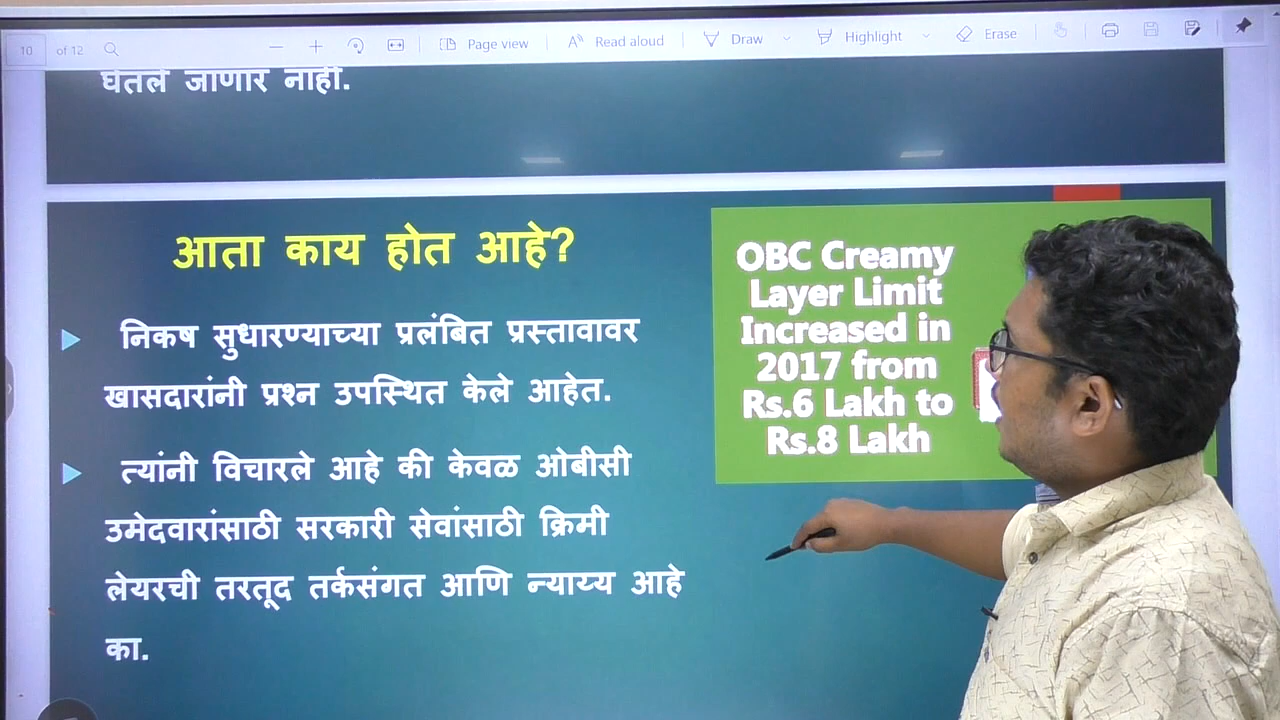 10 of 12 Page view Read aloud Draw Highlight Erase
घेतले जाणार नाही.
आता काय होत आहे?
निकष सुधारण्याच्या प्रलंबित प्रस्तावावर
खासदारांनी प्रश्न उपस्थित केले आहेत.
त्यांनी विचारले आहे की केवळ ओबीसी
उमेदवारांसाठी सरकारी सेवांसाठी क्रिमी
लेयरची तरतूद तर्कसंगत आणि न्याय्य आहे
का.
OBC Creamy
Layer Limit
Increased in
2017 from
Rs.6 Lakh to
Rs.8 Lakh